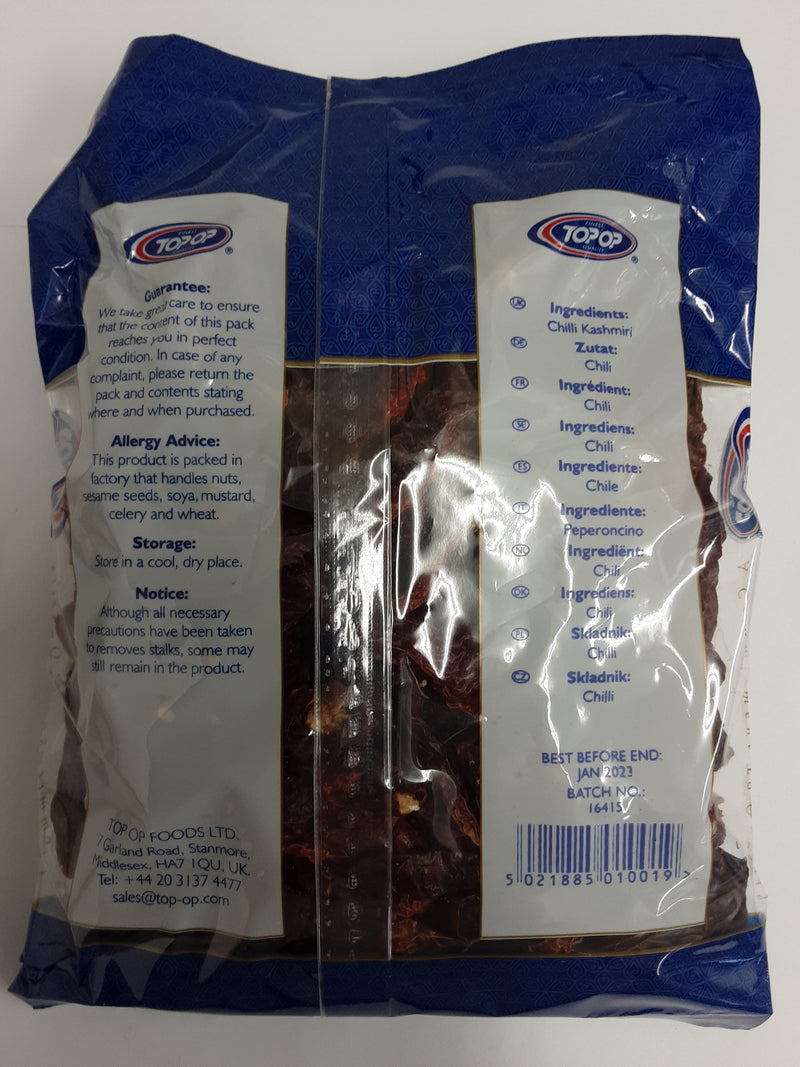 FINEST
TOP OP
QUALITY
®
Guarantee:
We take great care to ensure
that the content of this pack
reaches you in perfect
condition. In case of any
complaint, please return the
pack and contents stating
where and when purchased.
Allergy Advice:
This product is packed in
factory that handles nuts,
sesame seeds, soya, mustard,
celery and wheat.
Storage:
Store in a cool, dry place.
Notice:
Although all necessary
precautions have been taken
to removes stalks, some may
still remain in the product.
TOP OP FOODS LTD.
7 Garland Road, Stanmore,
Middlesex, HA7 1QU, UK.
Tel: +44 20 3137 4477
sales@top-op.com
FINEST
TOP OP
QUALITY
®
UK Ingredients:
Chilli Kashmiri
DE Zutat:
Chili
FR Ingrédient:
Chili
SE Ingrediens:
Chili
ES Ingrediente:
Chile
IT Ingrediente:
Peperoncino
NL Ingrediënt:
Chili
DK Ingrediens:
Chili
PL Skladnik:
Chilli
CZ Skladnik:
Chilli
BEST BEFORE END:
JAN 2023
BATCH NO.:
16415
5 021885 010019 >